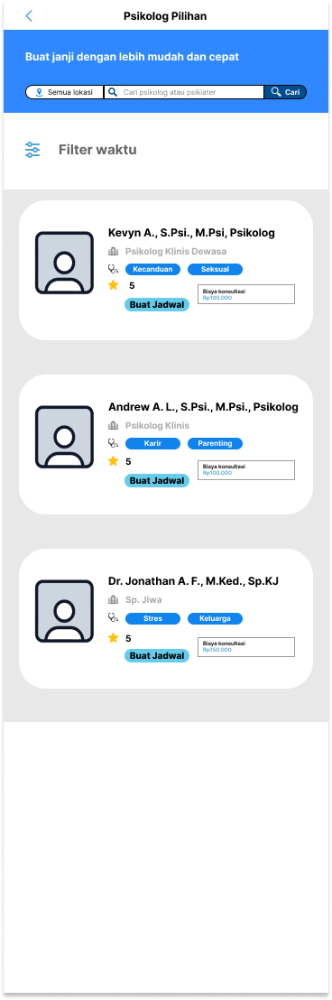 Psikolog Pilihan
Buat janji dengan lebih mudah dan cepat
Semua lokasi
Cari psikolog atau psikiater
Cari
Filter waktu
Kevyn A., S.Psi., M.Psi, Psikolog
Psikolog Klinis Dewasa
Kecanduan Seksual
5
Biaya konsultasi
Rp100.000
Buat Jadwal
Andrew A. L., S.Psi., M.Psi., Psikolog
Psikolog Klinis
Karir Parenting
5
Biaya konsultasi
Rp100.000
Buat Jadwal
Dr. Jonathan A. F., M.Ked., Sp.KJ
Sp. Jiwa
Stres Keluarga
5
Biaya konsultasi
Rp150.000
Buat Jadwal